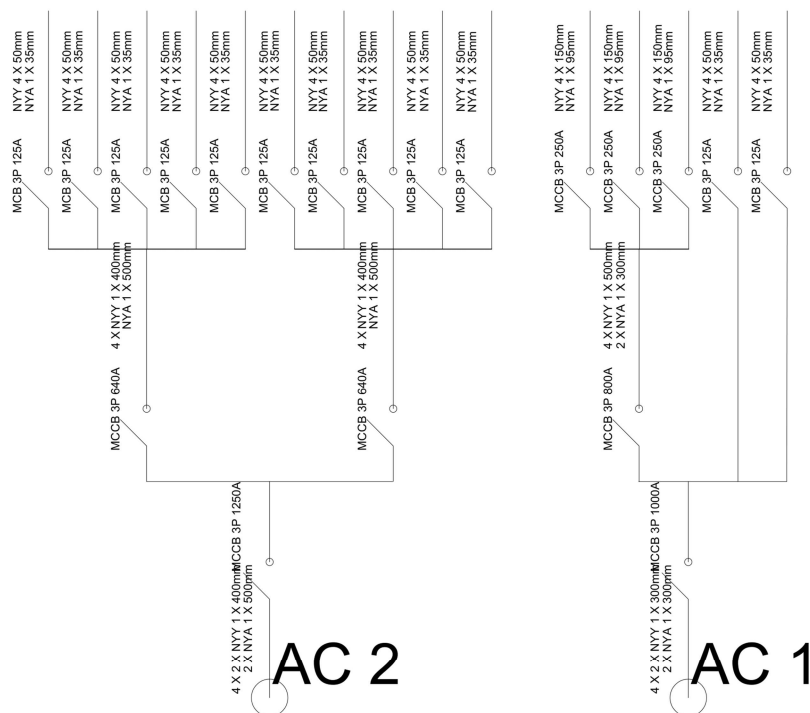 NYY 4 X 50mm
NYA 1 X 35mm
NYY 4 X 50mm
NYA 1 X 35mm
NYY 4 X 50mm
NYA 1 X 35mm
NYY 4 X 50mm
NYA 1 X 35mm
NYY 4 X 50mm
NYA 1 X 35mm
NYY 4 X 50mm
NYA 1 X 35mm
NYY 4 X 50mm
NYA 1 X 35mm
NYY 4 X 50mm
NYA 1 X 35mm
NYY 4 X 50mm
NYA 1 X 35mm
NYY 4 X 50mm
NYA 1 X 35mm
NYY 4 X 150mm
NYA 1 X 95mm
NYY 4 X 150mm
NYA 1 X 95mm
NYY 4 X 150mm
NYA 1 X 95mm
NYY 4 X 50mm
NYA 1 X 35mm
NYY 4 X 50mm
NYA 1 X 35mm
MCB 3P 125A
MCB 3P 125A
MCB 3P 125A
MCB 3P 125A
MCB 3P 125A
MCB 3P 125A
MCB 3P 125A
MCB 3P 125A
MCB 3P 125A
MCB 3P 125A
MCCB 3P 250A
MCCB 3P 250A
MCCB 3P 250A
MCB 3P 125A
MCB 3P 125A
4 X NYY 1 X 400mm
NYA 1 X 500mm
4 X NYY 1 X 400mm
NYA 1 X 500mm
4 X NYY 1 X 500mm
2 X NYA 1 X 300mm
MCCB 3P 640A
MCCB 3P 640A
MCCB 3P 800A
MCCB 3P 1250A
MCCB 3P 1000A
4 X 2 X NYY 1 X 400mm
2 X NYA 1 X 500mm
4 X 2 X NYY 1 X 300mm
2 X NYA 1 X 300mm
AC 2
AC 1